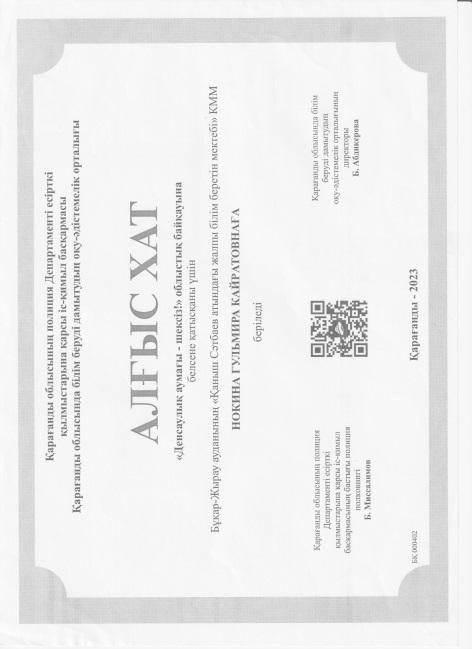 Қарағанды облысының полиция Департаменті есірткі
қылмыстарына қарсы іс-қимыл басқармасы
Қарағанды облысында білім беруді дамытудың оқу-әдістемелік орталығы
АЛҒЫС ХАТ
«Денсаулық аумағы - шексіз!» облыстық байқауына
белсене қатысқаны үшін
Бұқар-Жырау ауданының «Қаныш Сәтбаев атындағы жалпы білім беретін мектебі» КММ
НОКИНА ГУЛЬМИРА КАЙРАТОВНАҒА
беріледі
Қарағанды облысының полиция
Департаменті есірткі
қылмыстарына қарсы іс-қимыл
басқармасының бастығы полиция
полковнигі
Б. Миссалимов
Қарағанды облысында білім
беруді дамытудың
оқу-әдістемелік орталығының
директоры
Б. Абдикерова
БҚ 000402
Қарағанды - 2023